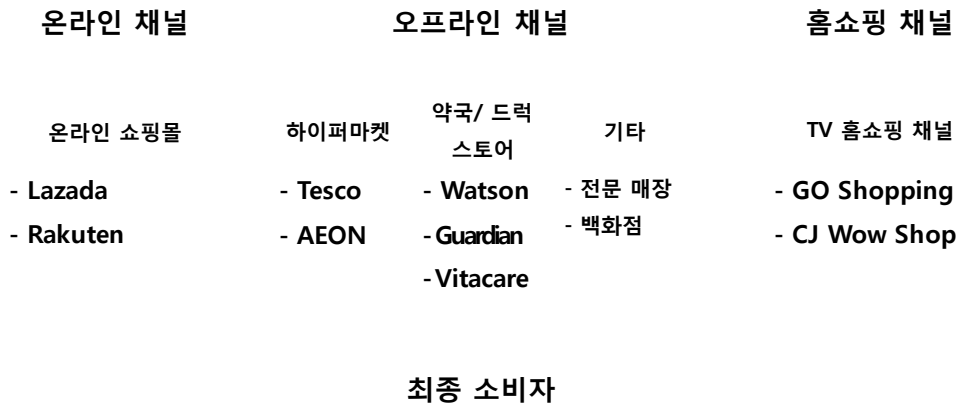 온라인 채널 오프라인 채널 홈쇼핑 채널
온라인 쇼핑몰 하이퍼마켓 약국/ 드럭 스토어 기타 TV 홈쇼핑 채널
- Lazada - Tesco - Watson - 전문 매장 - GO Shopping
- Rakuten - AEON - Guardian - 백화점 - CJ Wow Shop
- Vitacare
최종 소비자